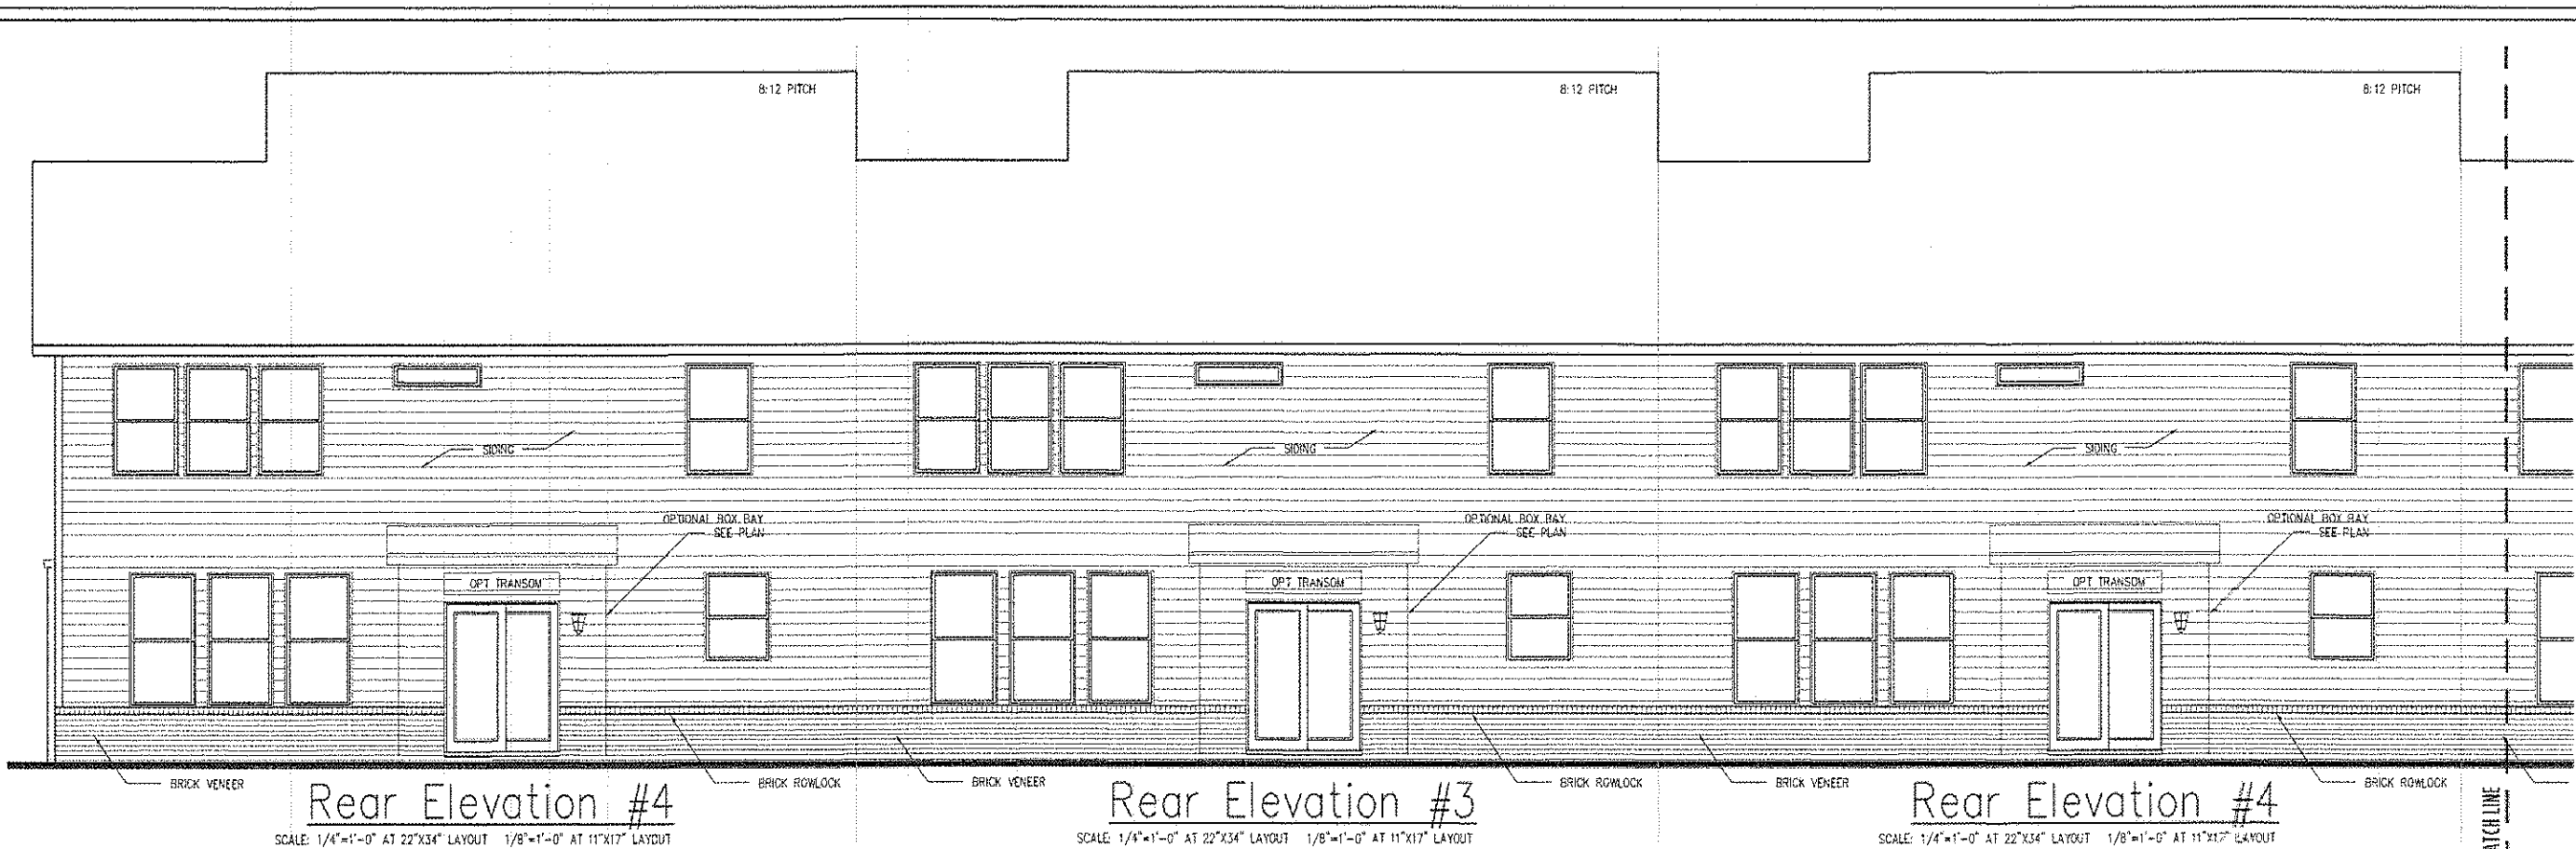 8:12 PITCH
8:12 PITCH
8:12 PITCH
SIDING
SIDING
SIDING
OPTIONAL BOX BAY
SEE PLAN
OPTIONAL BOX BAY
SEE PLAN
OPTIONAL BOX BAY
SEE PLAN
OPT TRANSOM
OPT TRANSOM
OPT TRANSOM
BRICK VENEER
BRICK ROWLOCK
BRICK VENEER
BRICK ROWLOCK
BRICK VENEER
BRICK ROWLOCK
Rear Elevation #4
SCALE: 1/4"=1'-0" AT 22"X34" LAYOUT 1/8"=1'-0" AT 11"X17" LAYOUT
Rear Elevation #3
SCALE: 1/4"=1'-0" AT 22"X34" LAYOUT 1/8"=1'-0" AT 11"X17" LAYOUT
Rear Elevation #4
SCALE: 1/4"=1'-0" AT 22"X34" LAYOUT 1/8"=1'-0" AT 11"X17" LAYOUT
ATCH LINE